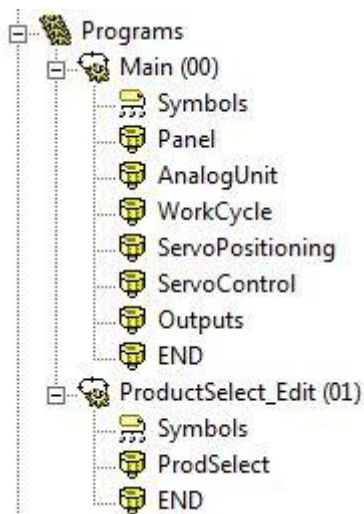 Programs
Main (00)
Symbols
Panel
AnalogUnit
WorkCycle
ServoPositioning
ServoControl
Outputs
END
ProductSelect_Edit (01)
Symbols
ProdSelect
END